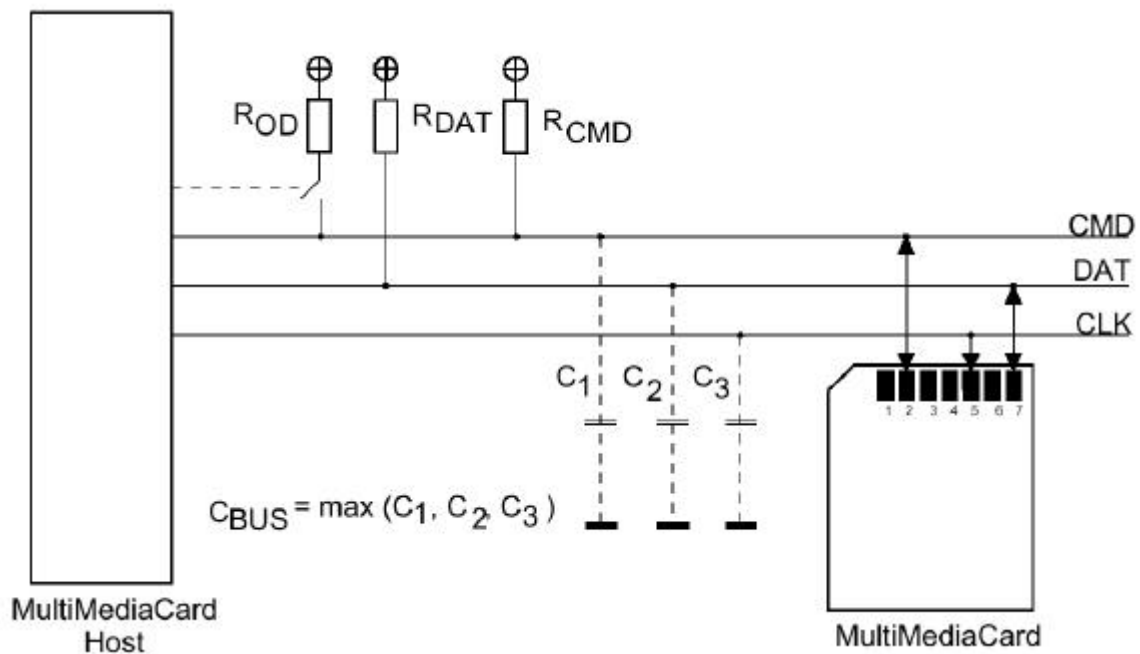 ROD
RDAT
RCMD
CMD
DAT
CLK
C1
C2
C3
1 2 3 4 5 6 7
CBUS = max (C1, C2, C3 )
MultiMediaCard
Host
MultiMediaCard